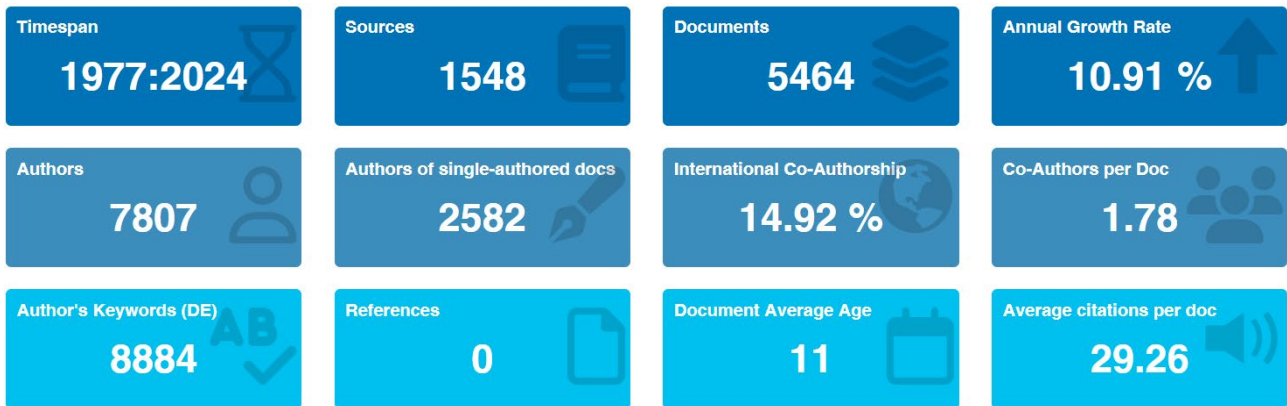 Timespan
1977:2024
Sources
1548
Documents
5464
Annual Growth Rate
10.91 %
Authors
7807
Authors of single-authored docs
2582
International Co-Authorship
14.92 %
Co-Authors per Doc
1.78
Author's Keywords (DE)
8884
AB
References
0
Document Average Age
11
Average citations per doc
29.26